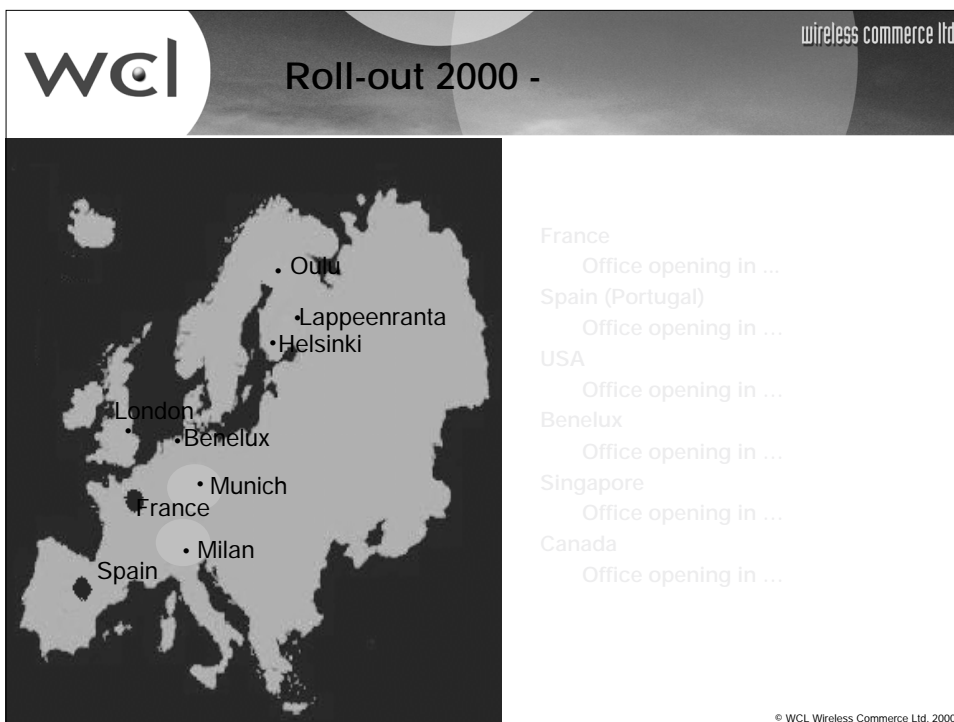 wcl
Roll-out 2000 -
wireless commerce ltd
Oulu
Lappeenranta
Helsinki
London
Benelux
Munich
France
Milan
Spain
France
Office opening in ...
Spain (Portugal)
Office opening in …
USA
Office opening in …
Benelux
Office opening in …
Singapore
Office opening in …
Canada
Office opening in …
© WCL Wireless Commerce Ltd. 2000